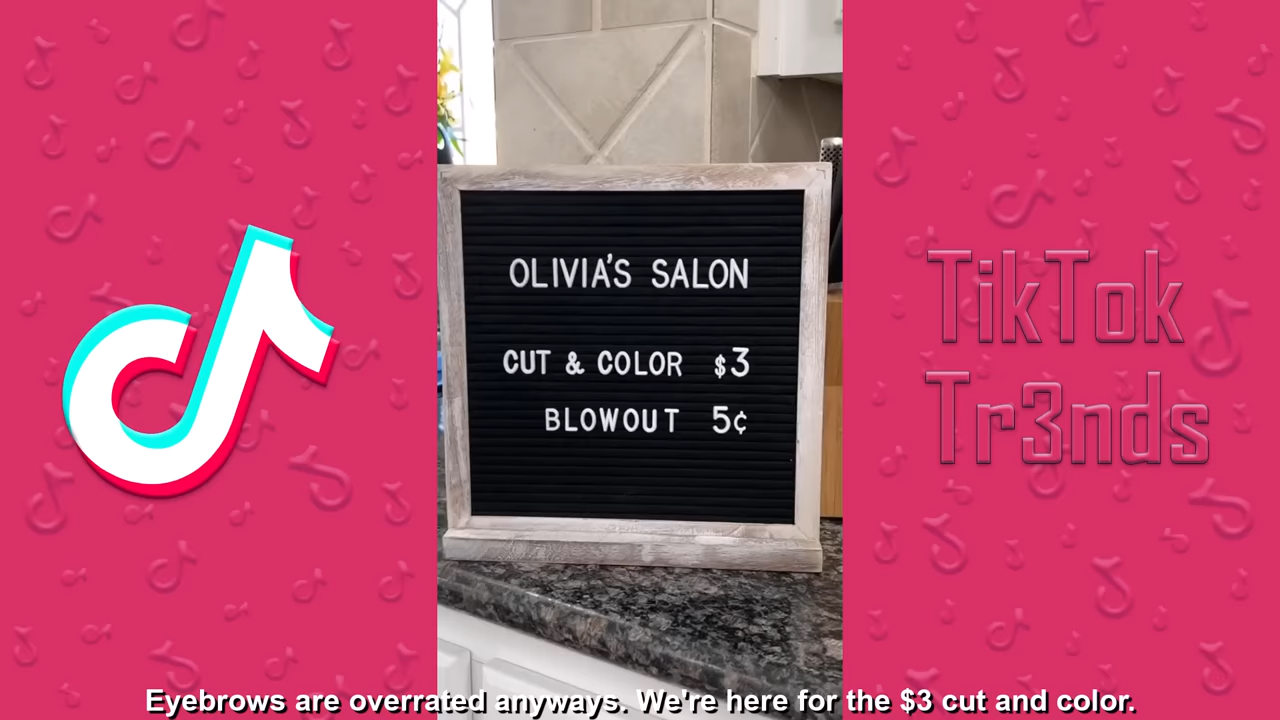 OLIVIA'S SALON
CUT & COLOR $3
BLOWOUT 5¢
TikTok
Tr3nds
Eyebrows are overrated anyways. We're here for the $3 cut and color.